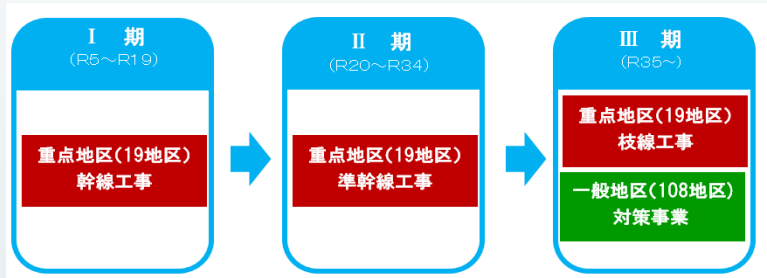 Ⅰ 期
(R5~R19)
重点地区(19地区)
幹線工事
Ⅱ 期
(R20~R34)
重点地区(19地区)
準幹線工事
Ⅲ 期
(R35~)
重点地区(19地区)
枝線工事
一般地区(108地区)
対策事業